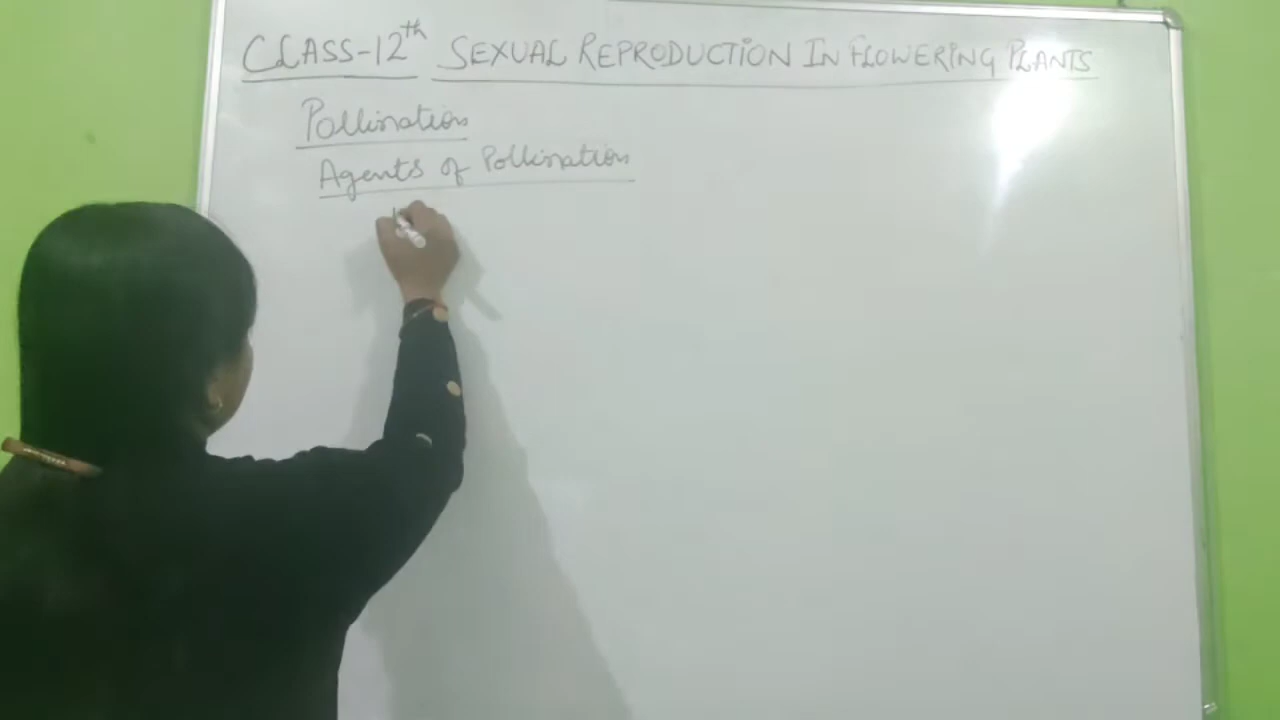 CLASS-12th SEXUAL REPRODUCTION IN FLOWERING PLANTS
Pollination
Agents of Pollination